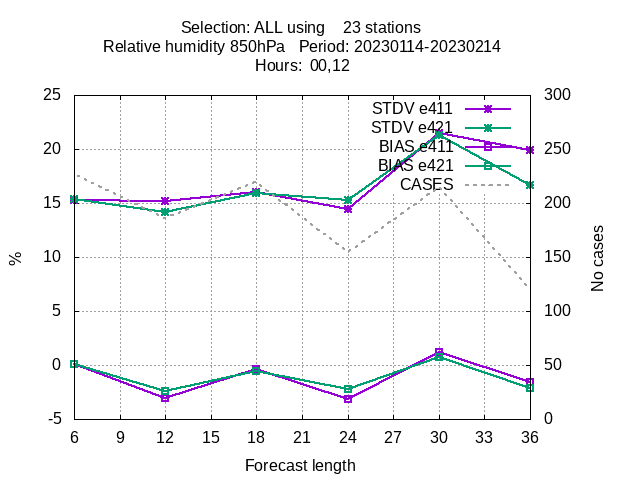 Selection: ALL using    23 stations
Relative humidity 850hPa   Period: 20230114-20230214
Hours:  00,12
25
20
15
10
5
0
-5
%
300
250
200
150
100
50
0
No cases
STDV e411
STDV e421
BIAS e411
BIAS e421
CASES
6 9 12 15 18 21 24 27 30 33 36
Forecast length